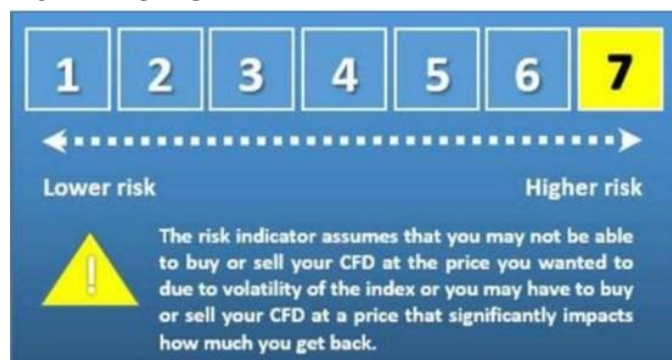 1 2 3 4 5 6 7
Lower risk Higher risk
!
The risk indicator assumes that you may not be able
to buy or sell your CFD at the price you wanted to
due to volatility of the index or you may have to buy
or sell your CFD at a price that significantly impacts
how much you get back.